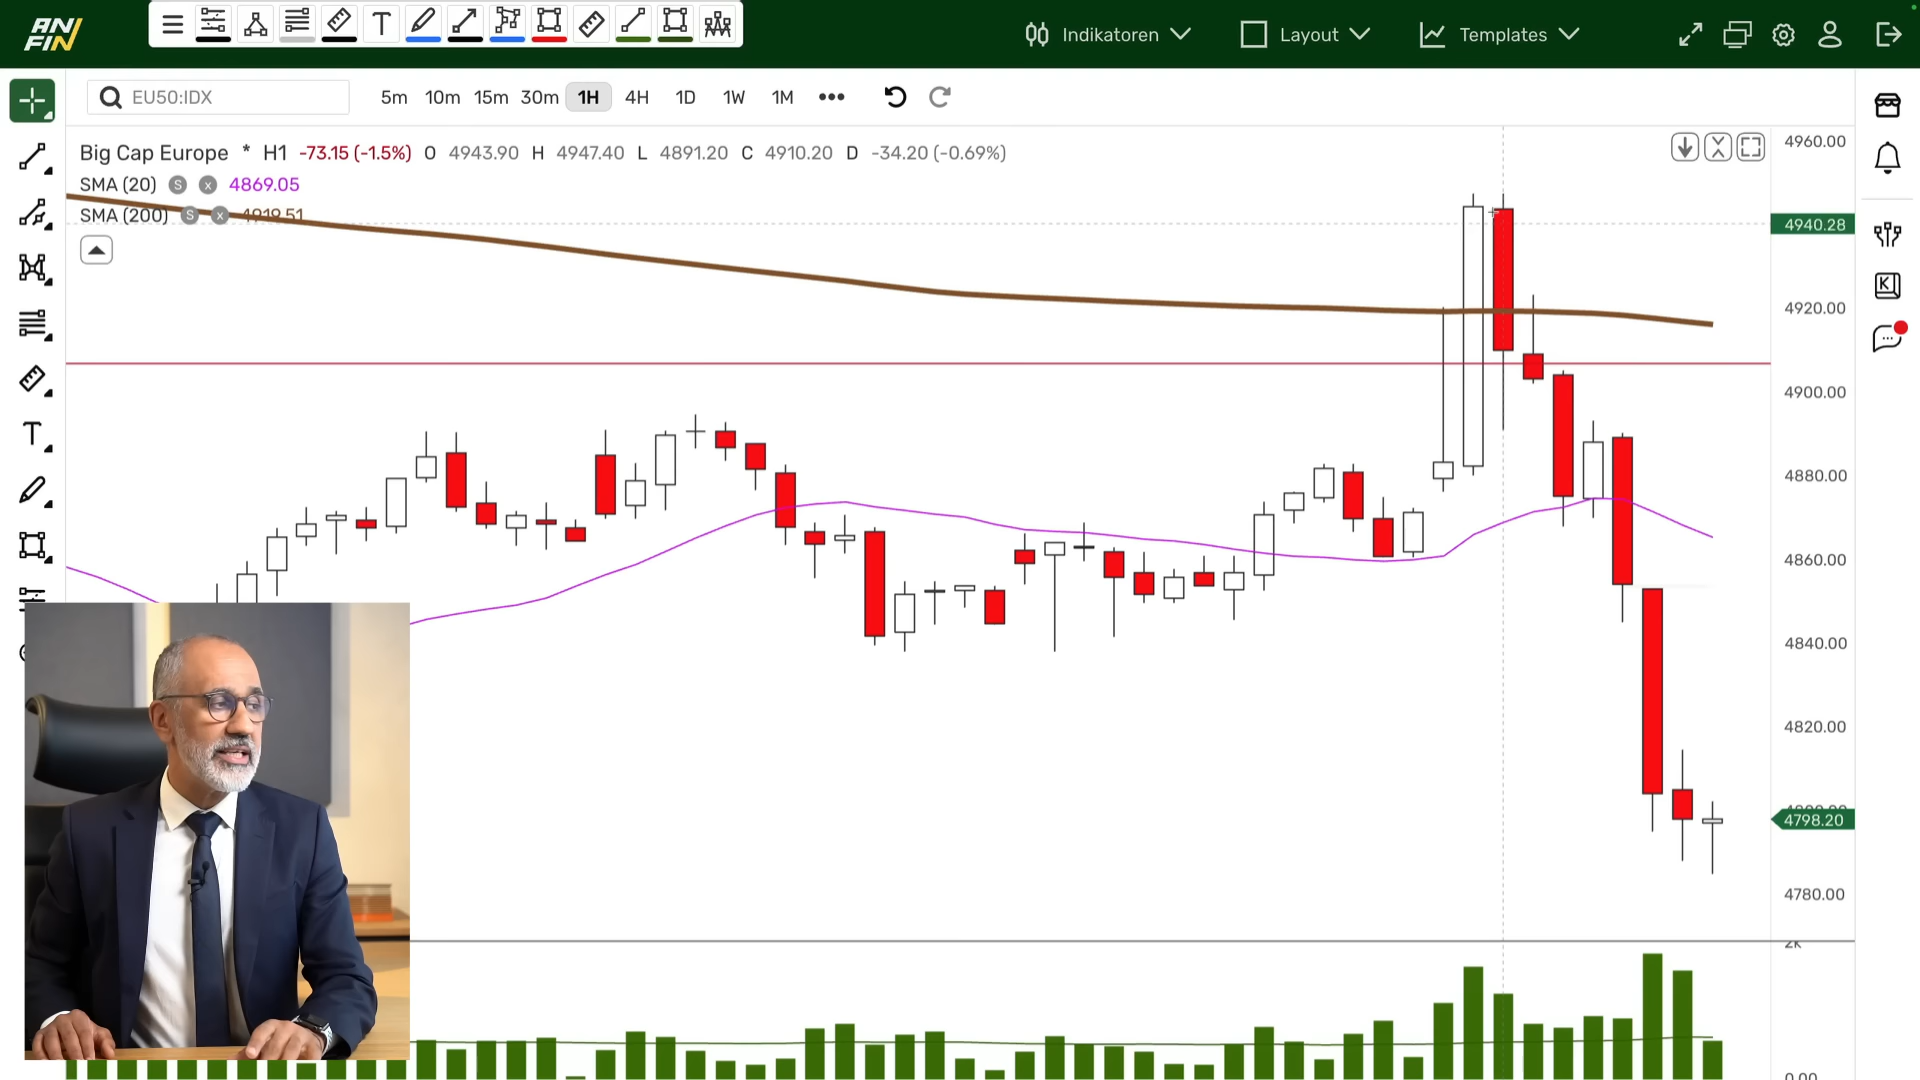 AN
FIN
T
Indikatoren
Layout
Templates
EU50:IDX
5m 10m 15m 30m 1H 4H 1D 1W 1M •••
Big Cap Europe * H1 -73.15 (-1.5%) O 4943.90 H 4947.40 L 4891.20 C 4910.20 D -34.20 (-0.69%)
SMA (20) S x 4869.05
SMA (200) S x 4919.51
4960.00
4940.28
4920.00
4900.00
4880.00
4860.00
4840.00
4820.00
4798.20
4780.00
2K
0.00
T
K